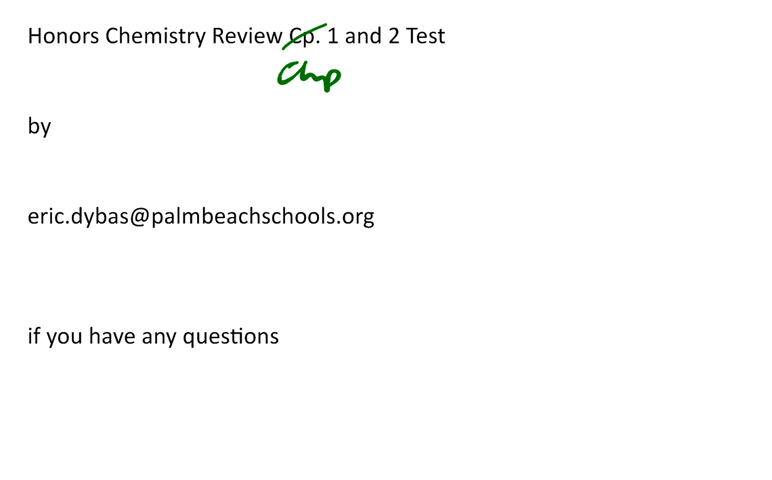 Honors Chemistry Review Cp. 1 and 2 Test
Chp
by
eric.dybas@palmbeachschools.org
if you have any questions